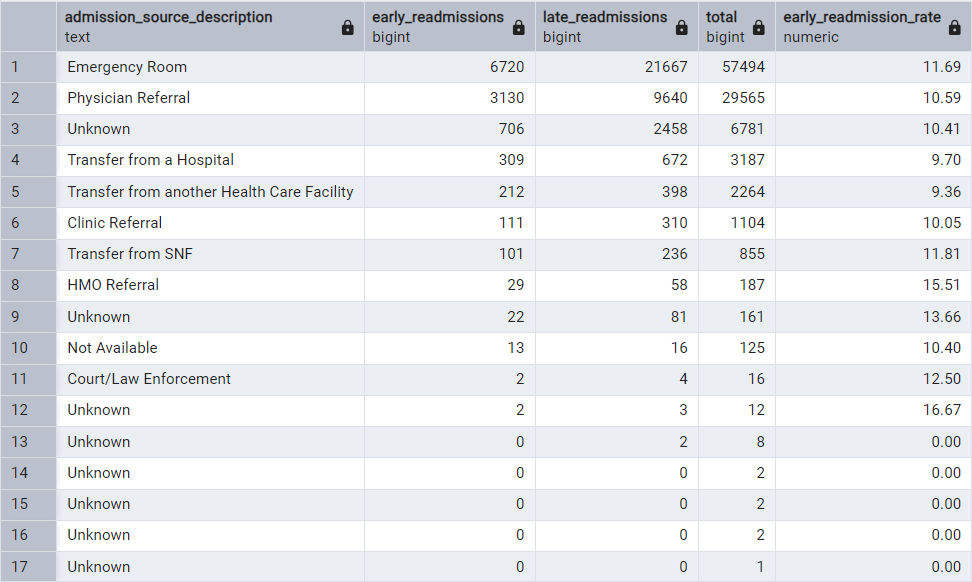 admission_source_description early_readmissions late_readmissions total early_readmission_rate
text bigint bigint bigint numeric
1 Emergency Room 6720 21667 57494 11.69
2 Physician Referral 3130 9640 29565 10.59
3 Unknown 706 2458 6781 10.41
4 Transfer from a Hospital 309 672 3187 9.70
5 Transfer from another Health Care Facility 212 398 2264 9.36
6 Clinic Referral 111 310 1104 10.05
7 Transfer from SNF 101 236 855 11.81
8 HMO Referral 29 58 187 15.51
9 Unknown 22 81 161 13.66
10 Not Available 13 16 125 10.40
11 Court/Law Enforcement 2 4 16 12.50
12 Unknown 2 3 12 16.67
13 Unknown 0 2 8 0.00
14 Unknown 0 0 2 0.00
15 Unknown 0 0 2 0.00
16 Unknown 0 0 2 0.00
17 Unknown 0 0 1 0.00